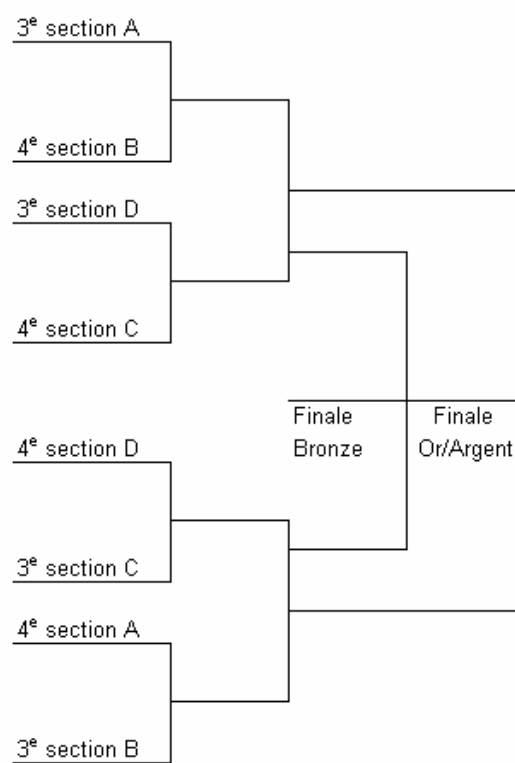 3e section A
4e section B
3e section D
4e section C
Finale
Bronze
Finale
Or/Argent
4e section D
3e section C
4e section A
3e section B